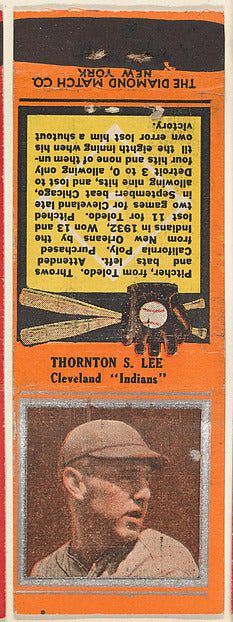 THE DIAMOND MATCH CO.
NEW YORK
Pitcher, from Toledo. Throws
and bats left. Attended
California Poly. Purchased
from New Orleans by the
Indians in 1932. Won 13 and
lost 11 for Toledo. Pitched
two games for Cleveland late
in September, beat Chicago,
allowing nine hits and lost to
Detroit 3 to 0, allowing only
four hits and none of them un-
til the eighth inning when his
own error lost him a shutout
victory.
THORNTON S. LEE
Cleveland "Indians"